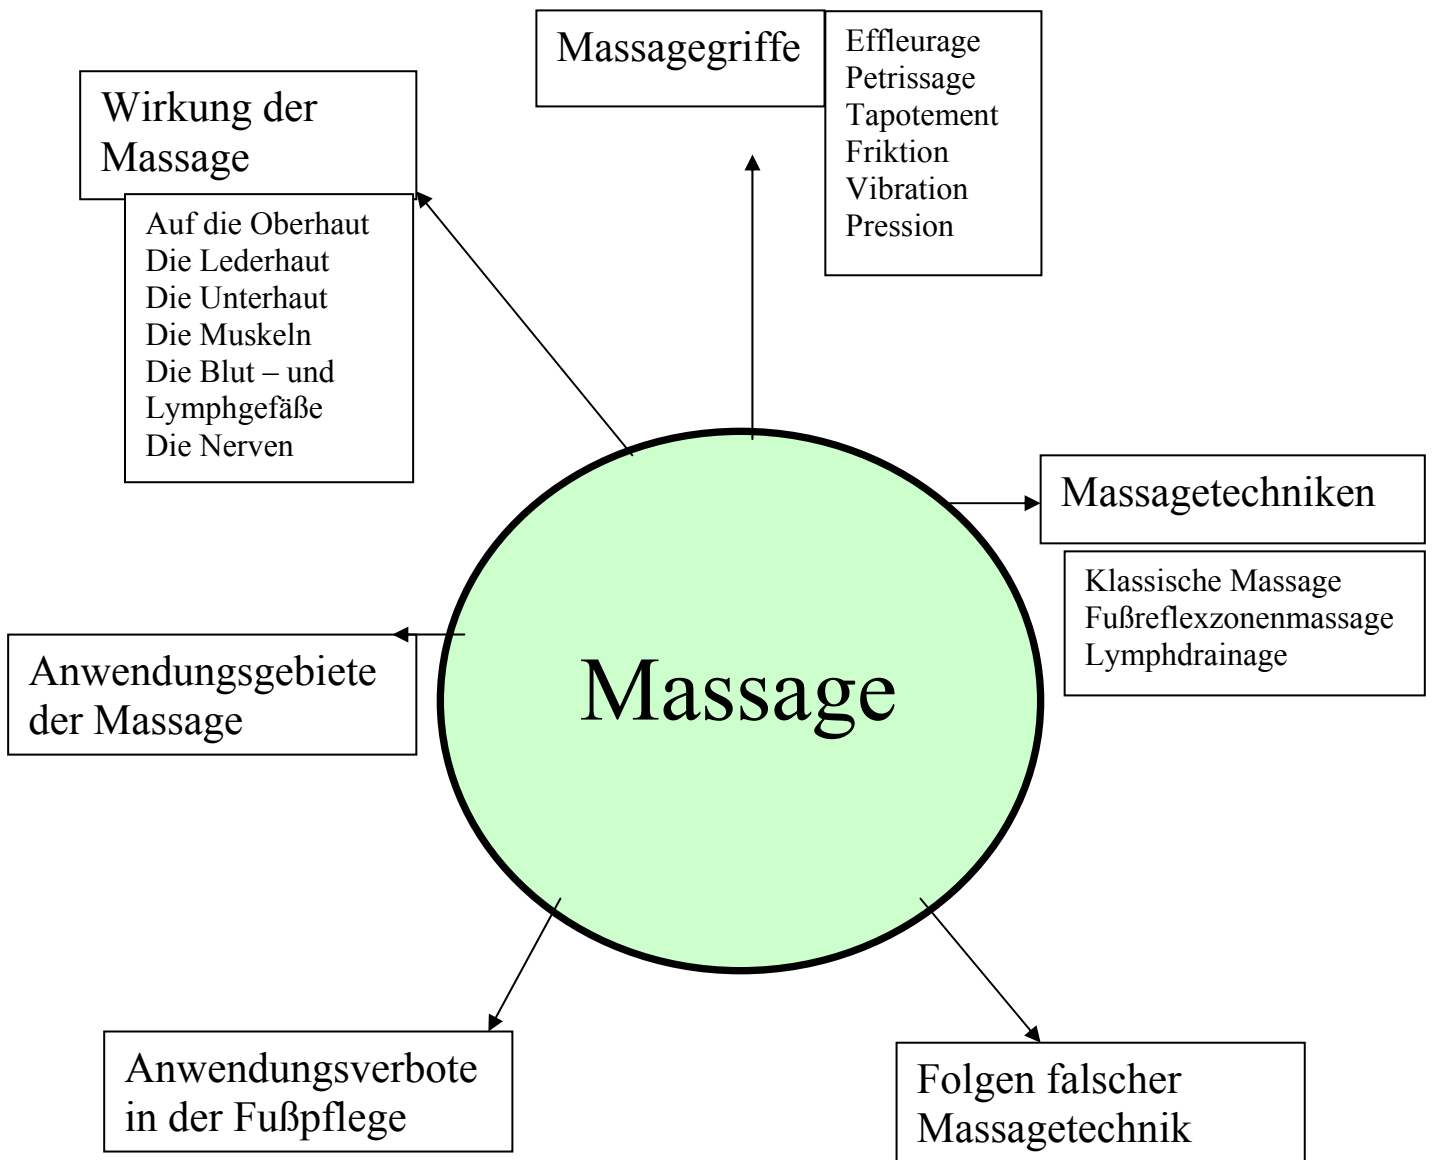 Massagegriffe
Effleurage
Petrissage
Tapotement
Friktion
Vibration
Pression
Wirkung der
Massage
Auf die Oberhaut
Die Lederhaut
Die Unterhaut
Die Muskeln
Die Blut – und
Lymphgefäße
Die Nerven
Massagetechniken
Klassische Massage
Fußreflexzonenmassage
Lymphdrainage
Massage
Anwendungsgebiete
der Massage
Anwendungsverbote
in der Fußpflege
Folgen falscher
Massagetechnik